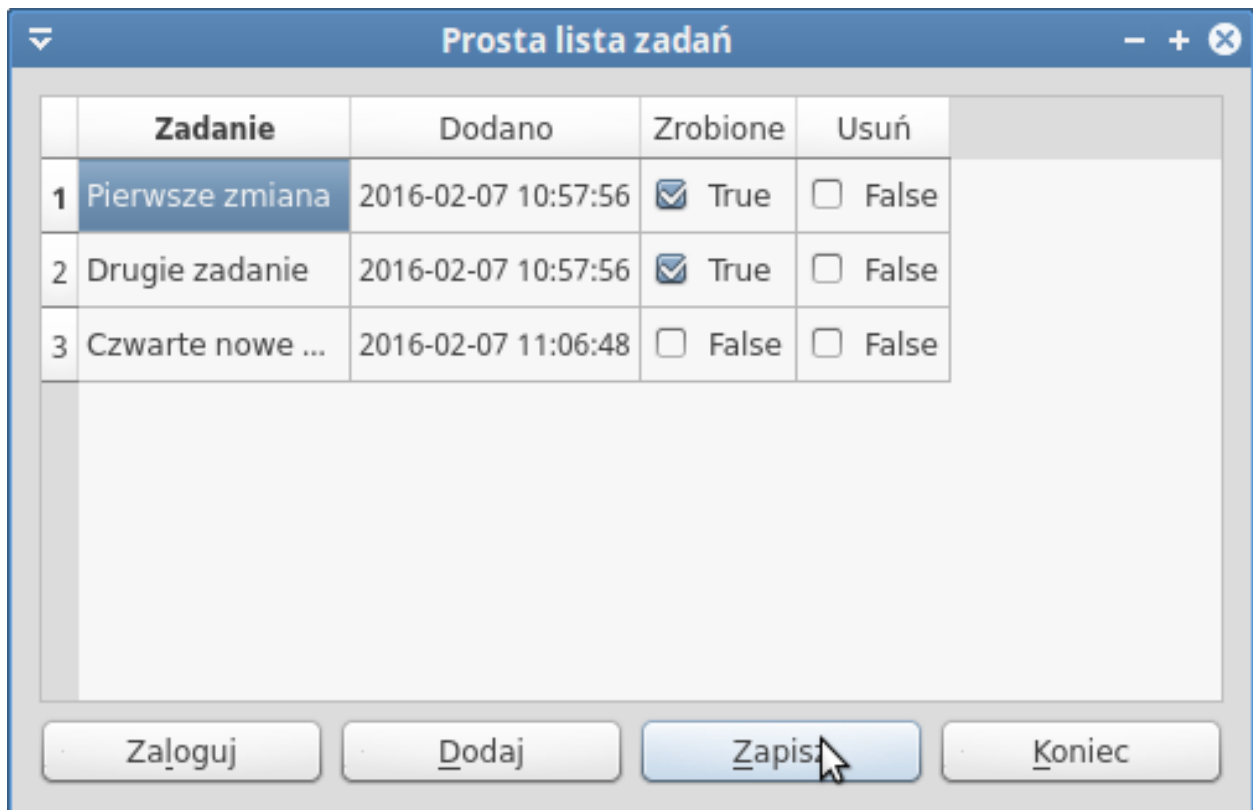 Prosta lista zadań
Zadanie Dodano Zrobione Usuń
1 Pierwsze zmiana 2016-02-07 10:57:56 True False
2 Drugie zadanie 2016-02-07 10:57:56 True False
3 Czwarte nowe ... 2016-02-07 11:06:48 False False
Zaloguj Dodaj Zapisz Koniec